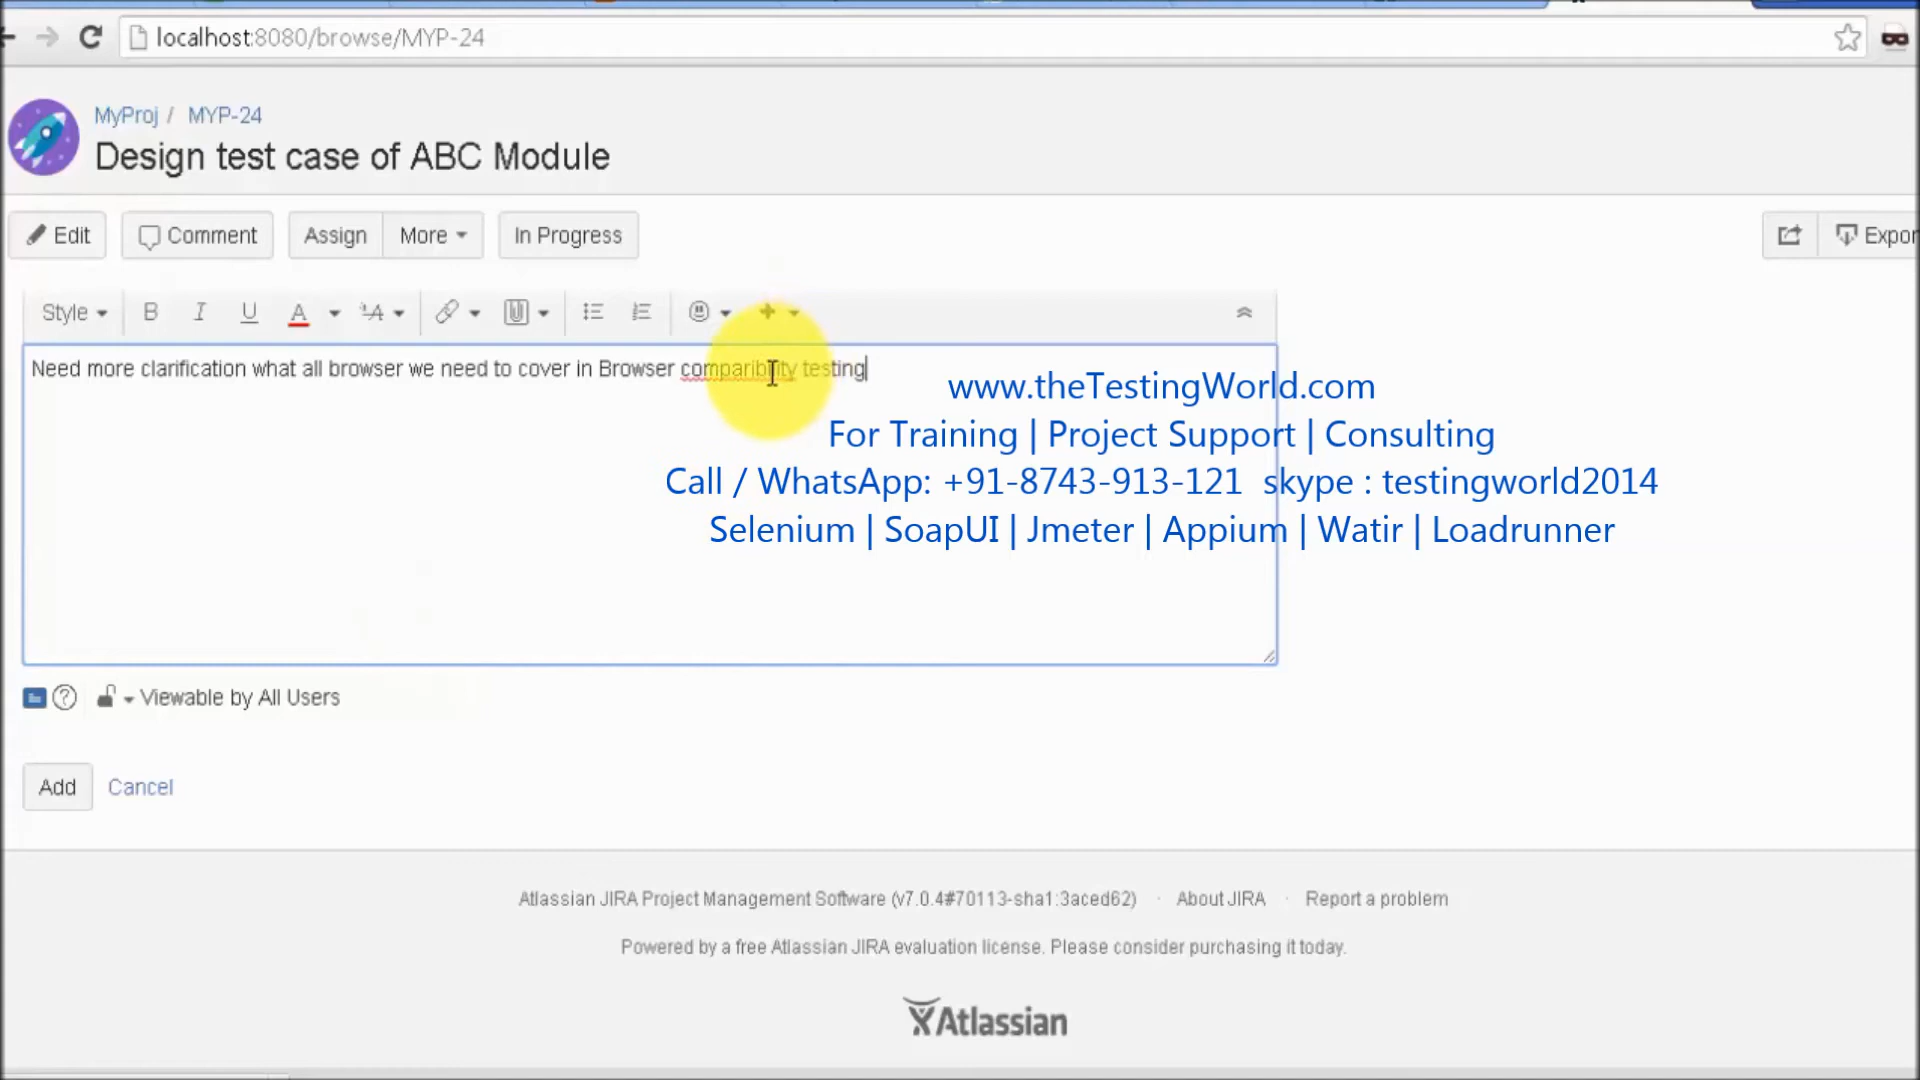 localhost:8080/browse/MYP-24
MyProj / MYP-24
Design test case of ABC Module
Edit Comment Assign More In Progress Expor
Style B I U A A
Need more clarification what all browser we need to cover in Browser comparibility testing
www.theTestingWorld.com
For Training | Project Support | Consulting
Call / WhatsApp: +91-8743-913-121 skype : testingworld2014
Selenium | SoapUI | Jmeter | Appium | Watir | Loadrunner
Viewable by All Users
Add Cancel
Atlassian JIRA Project Management Software (v7.0.4#70113-sha1:3aced62) · About JIRA · Report a problem
Powered by a free Atlassian JIRA evaluation license. Please consider purchasing it today.
Atlassian